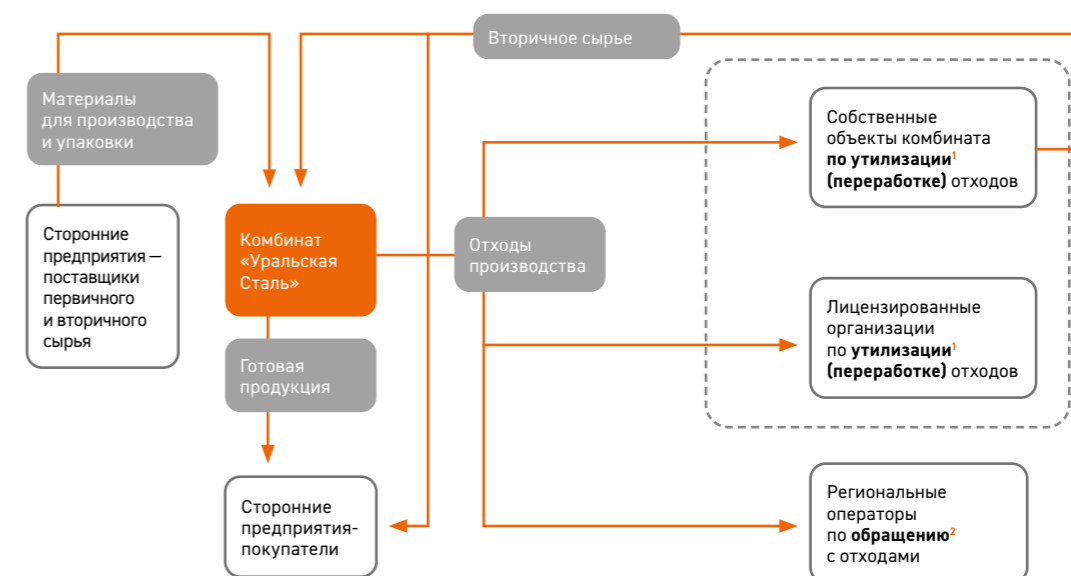 Вторичное сырье
Материалы
для производства
и упаковки
Сторонние
предприятия —
поставщики
первичного
и вторичного
сырья
Комбинат
«Уральская
Сталь»
Готовая
продукция
Сторонние
предприятия-
покупатели
Отходы
производства
Собственные
объекты комбината
по утилизации¹
(переработке) отходов
Лицензированные
организации
по утилизации¹
(переработке) отходов
Региональные
операторы
по обращению²
с отходами